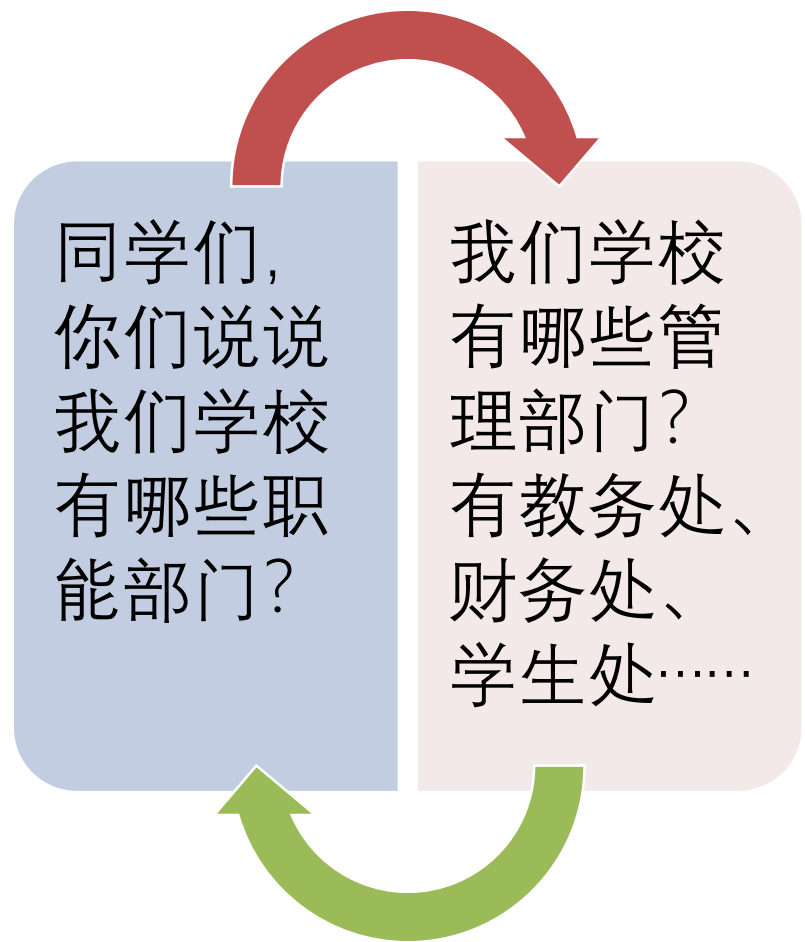 同学们,
你们说说
我们学校
有哪些职
能部门?
我们学校
有哪些管
理部门?
有教务处、
财务处、
学生处……